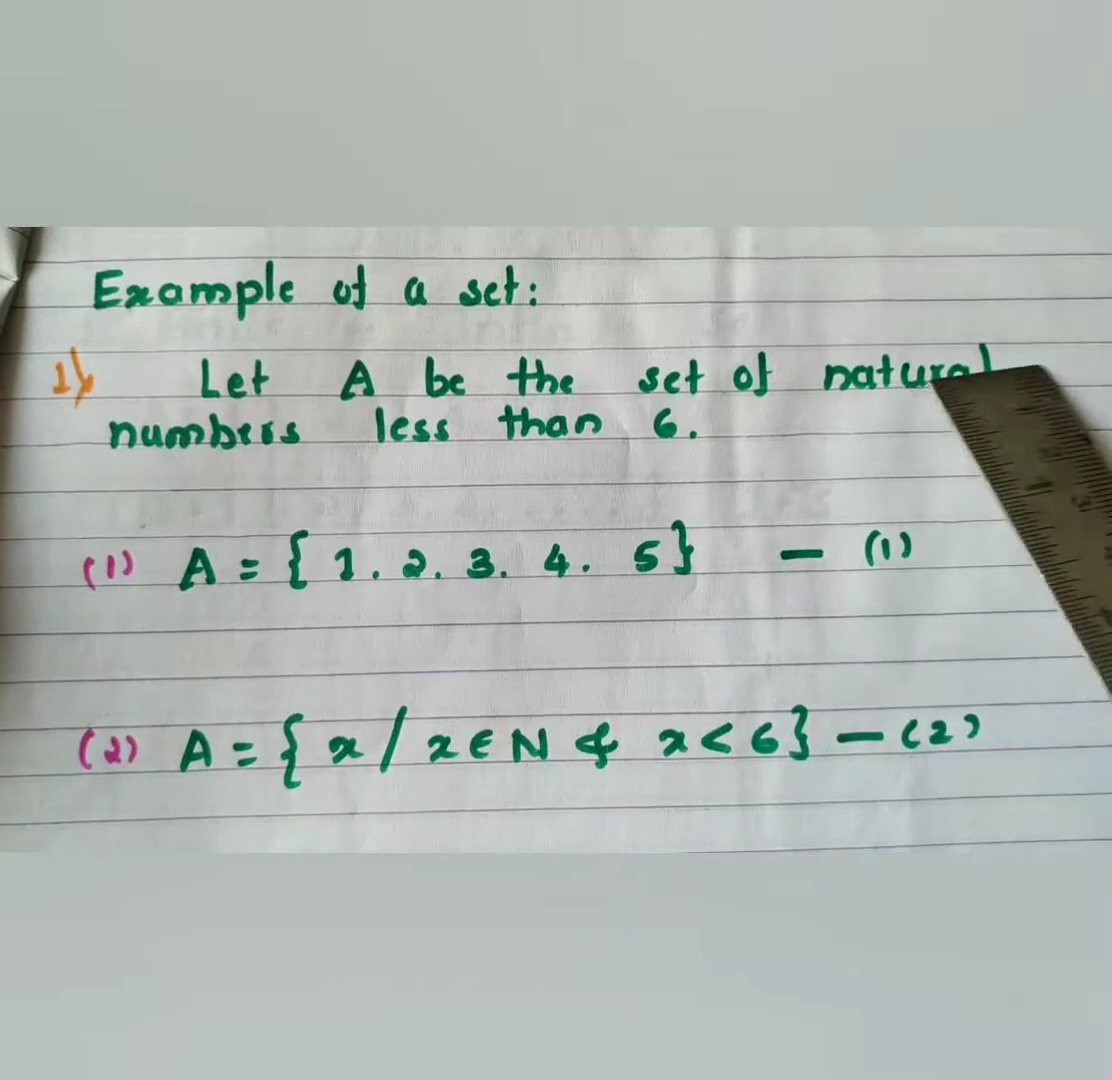 Example of a set:
1) Let A be the set of natural
numbers less than 6.
(1) A = { 1. 2. 3. 4. 5} — (1)
(2) A = { x / x ∈ N & x < 6} — (2)